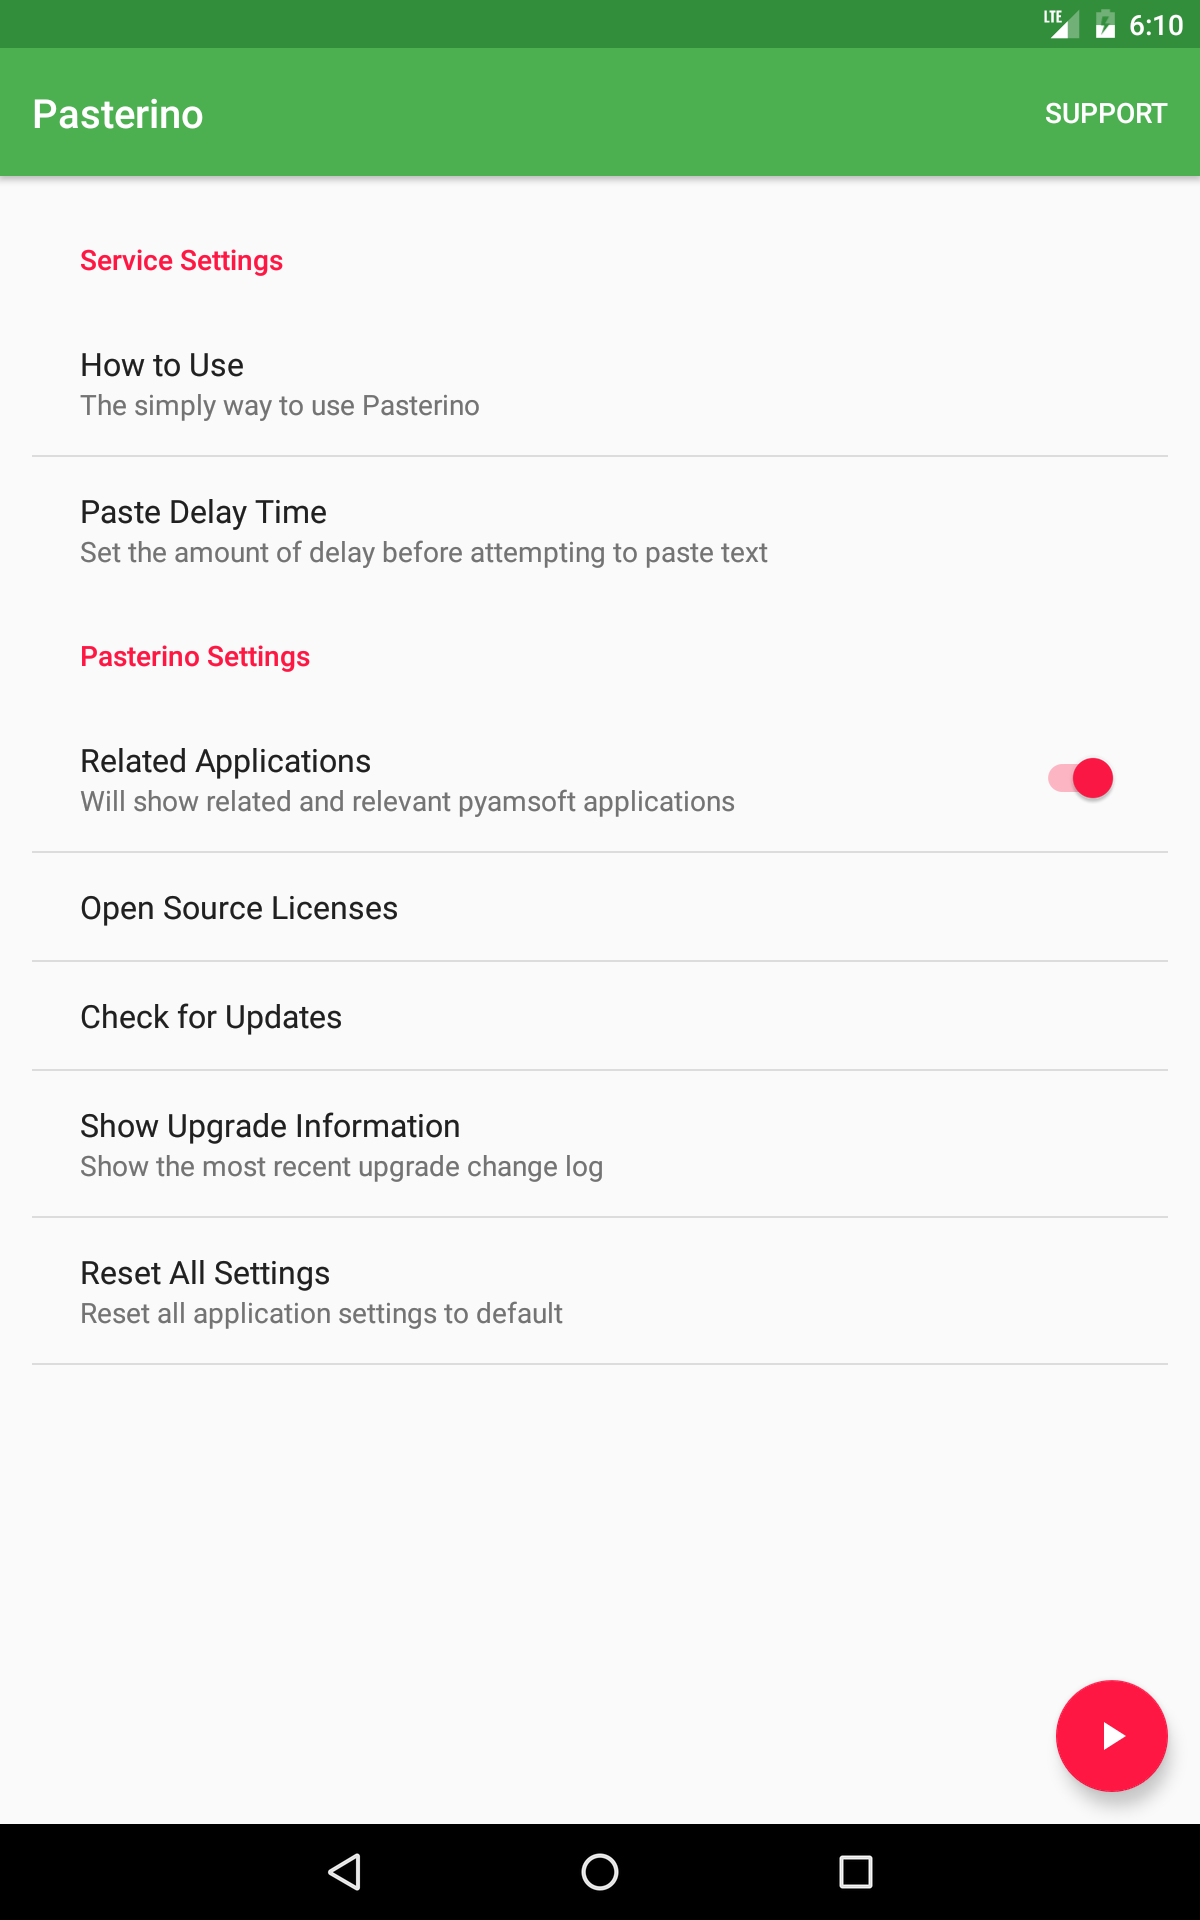 LTE 6:10
Pasterino SUPPORT
Service Settings
How to Use
The simply way to use Pasterino
Paste Delay Time
Set the amount of delay before attempting to paste text
Pasterino Settings
Related Applications
Will show related and relevant pyamsoft applications
Open Source Licenses
Check for Updates
Show Upgrade Information
Show the most recent upgrade change log
Reset All Settings
Reset all application settings to default